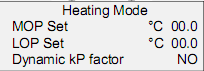 Heating Mode
MOP Set °C 00.0
LOP Set °C 00.0
Dynamic kP factor NO